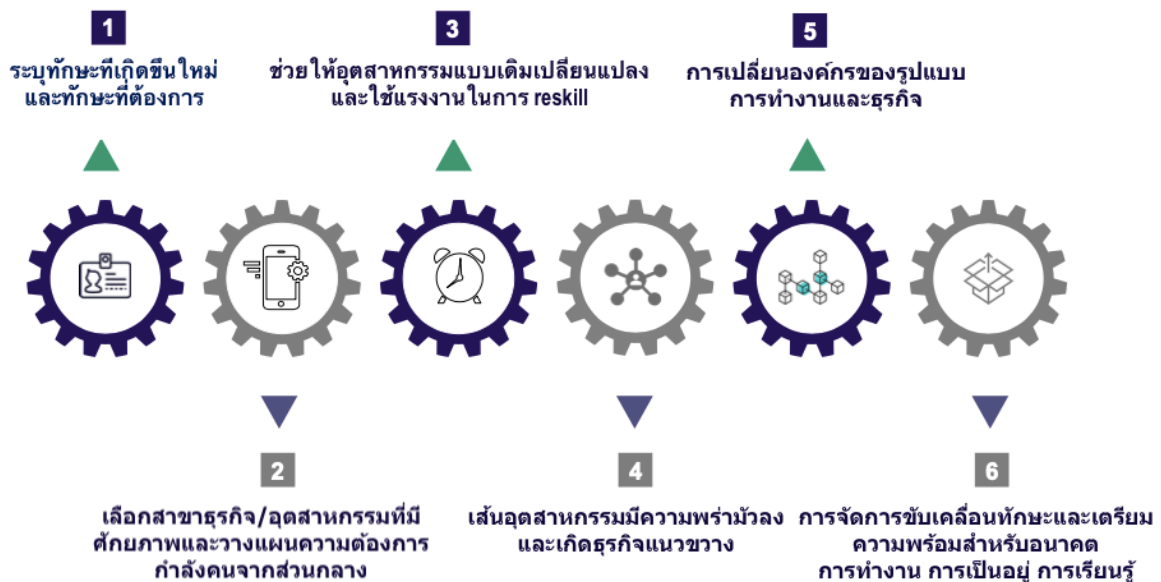 1
ระบุทักษะที่เกิดขึ้นใหม่
และทักษะที่ต้องการ
3
ช่วยให้อุตสาหกรรมแบบเดิมเปลี่ยนแปลง
และใช้แรงงานในการ reskill
5
การเปลี่ยนองค์กรของรูปแบบ
การทำงานและธุรกิจ
2
เลือกสาขาธุรกิจ/อุตสาหกรรมที่มี
ศักยภาพและวางแผนความต้องการ
กำลังคนจากส่วนกลาง
4
เส้นอุตสาหกรรมมีความพร่ามัวลง
และเกิดธุรกิจแนวขวาง
6
การจัดการขับเคลื่อนทักษะและเตรียม
ความพร้อมสำหรับอนาคต
การทำงาน การเป็นอยู่ การเรียนรู้